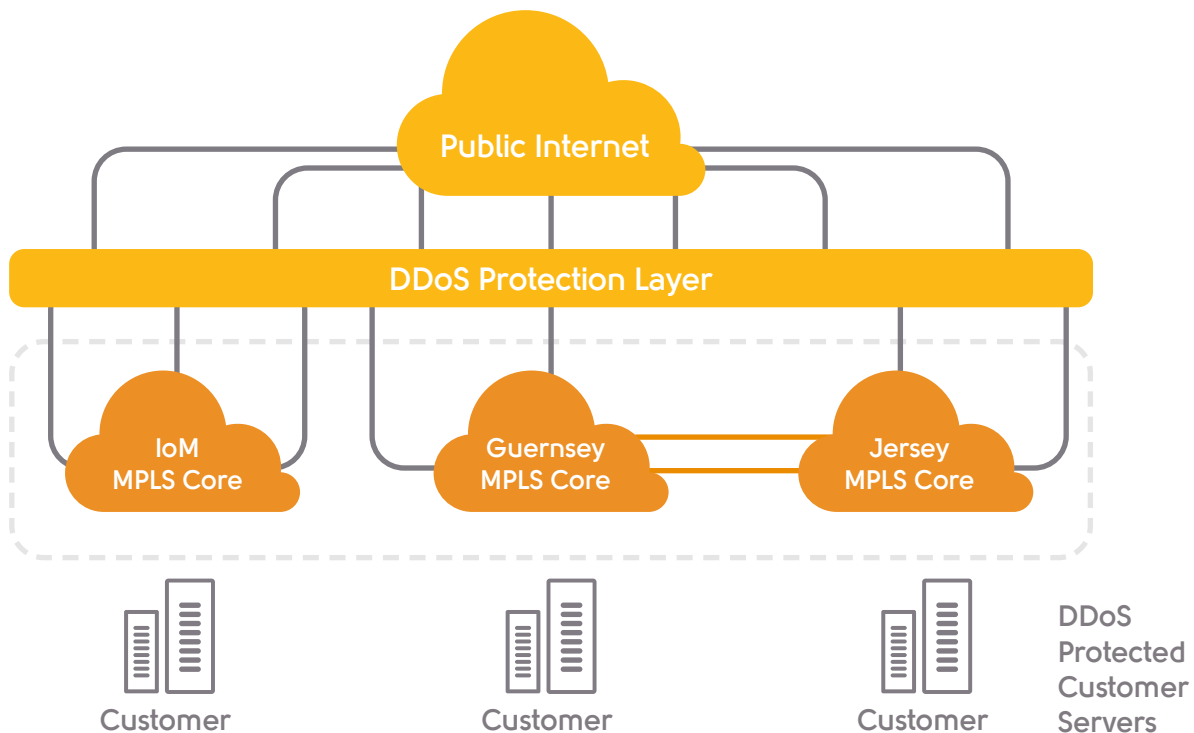 Public Internet
DDoS Protection Layer
IoM
MPLS Core
Guernsey
MPLS Core
Jersey
MPLS Core
Customer
Customer
Customer
DDoS
Protected
Customer
Servers